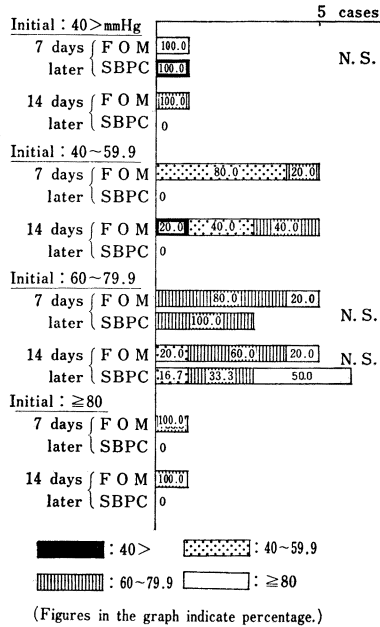 5 cases
Initial : 40>mmHg
7 days later { F O M 100.0
SBPC 100.0
N. S.
14 days later { F O M 100.0
SBPC 0
Initial : 40~59.9
7 days later { F O M 80.0 20.0
SBPC 0
14 days later { F O M 20.0 40.0 40.0
SBPC 0
Initial : 60~79.9
7 days later { F O M 80.0 20.0
SBPC 100.0
N. S.
14 days later { F O M 20.0 60.0 20.0
N. S.
SBPC 16.7 33.3 50.0
Initial : ≧80
7 days later { F O M 100.0
SBPC 0
14 days later { F O M 100.0
SBPC 0
: 40> : 40~59.9
: 60~79.9 : ≧80
(Figures in the graph indicate percentage.)